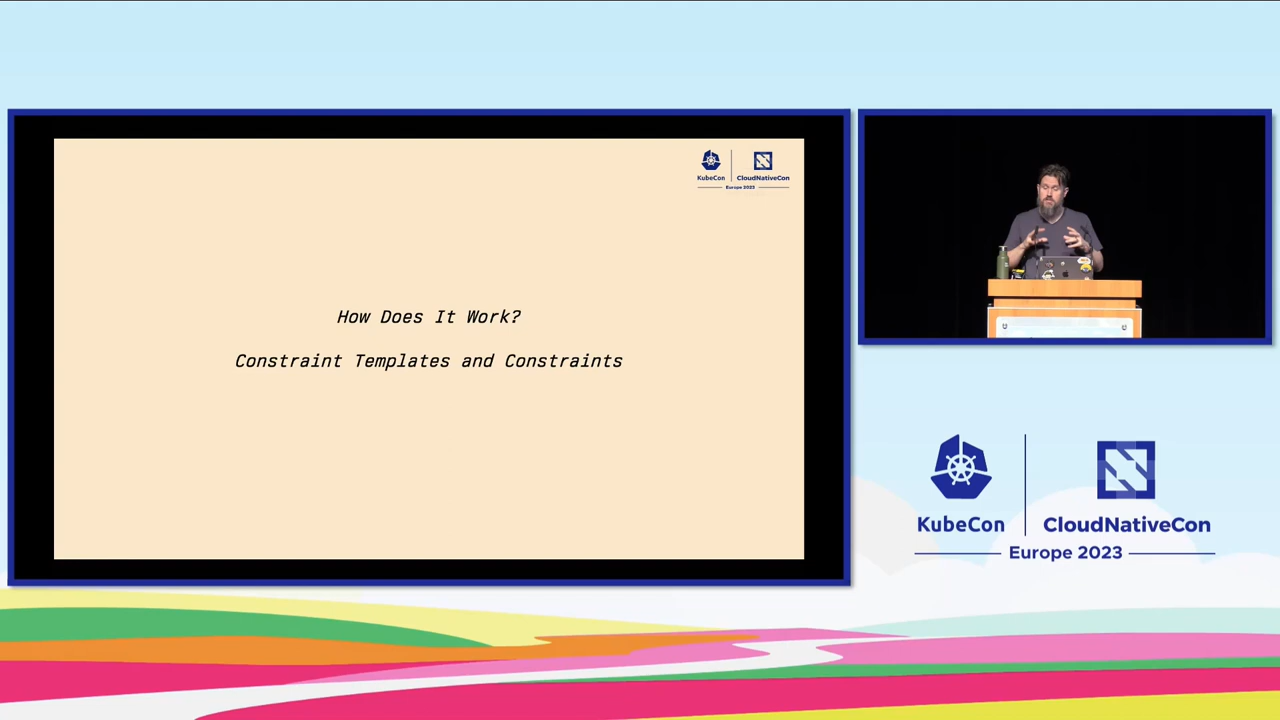 KubeCon
CloudNativeCon
Europe 2023
How Does It Work?
Constraint Templates and Constraints
KubeCon
CloudNativeCon
Europe 2023